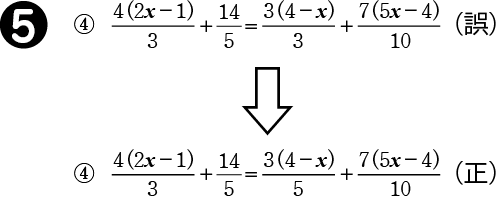 5 ④ 4(2x−1)/3 + 14/5 = 3(4−x)/3 + 7(5x−4)/10 (誤)
④ 4(2x−1)/3 + 14/5 = 3(4−x)/5 + 7(5x−4)/10 (正)